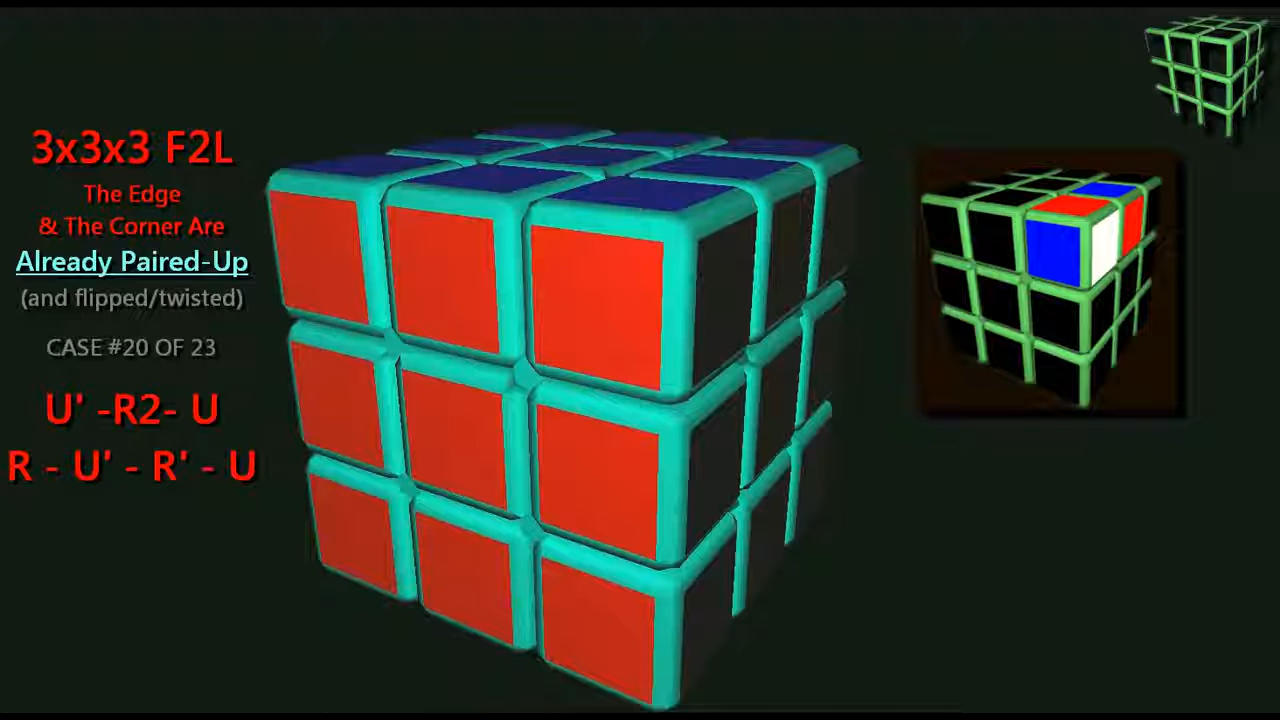 3x3x3 F2L
The Edge
& The Corner Are
Already Paired-Up
(and flipped/twisted)
CASE #20 OF 23
U' -R2- U
R - U' - R' - U